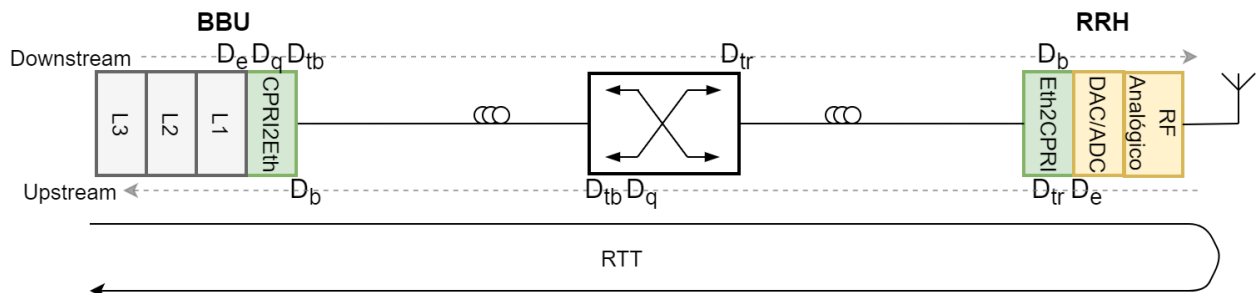 BBU
RRH
Downstream
De Dq Dtb
Dtr
Db
L3
L2
L1
CPRI2Eth
Eth2CPRI
DAC/ADC
RF
Analógico
Upstream
Db
Dtb Dq
Dtr De
RTT